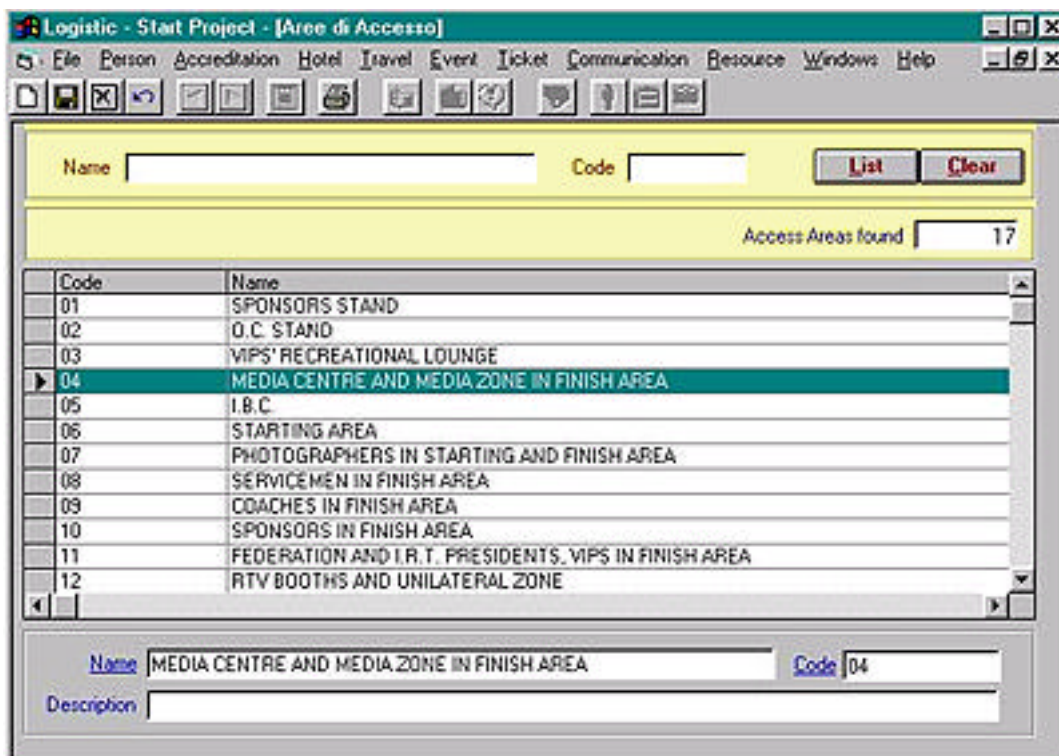 Logistic - Start Project - [Aree di Accesso]
File Person Accreditation Hotel Travel Event Ticket Communication Resource Windows Help
Name Code List Clear
Access Areas found 17
Code Name
01 SPONSORS STAND
02 O.C. STAND
03 VIPS' RECREATIONAL LOUNGE
04 MEDIA CENTRE AND MEDIA ZONE IN FINISH AREA
05 I.B.C.
06 STARTING AREA
07 PHOTOGRAPHERS IN STARTING AND FINISH AREA
08 SERVICEMEN IN FINISH AREA
09 COACHES IN FINISH AREA
10 SPONSORS IN FINISH AREA
11 FEDERATION AND I.R.T. PRESIDENTS, VIPS IN FINISH AREA
12 RTV BOOTHS AND UNILATERAL ZONE
Name MEDIA CENTRE AND MEDIA ZONE IN FINISH AREA Code 04
Description